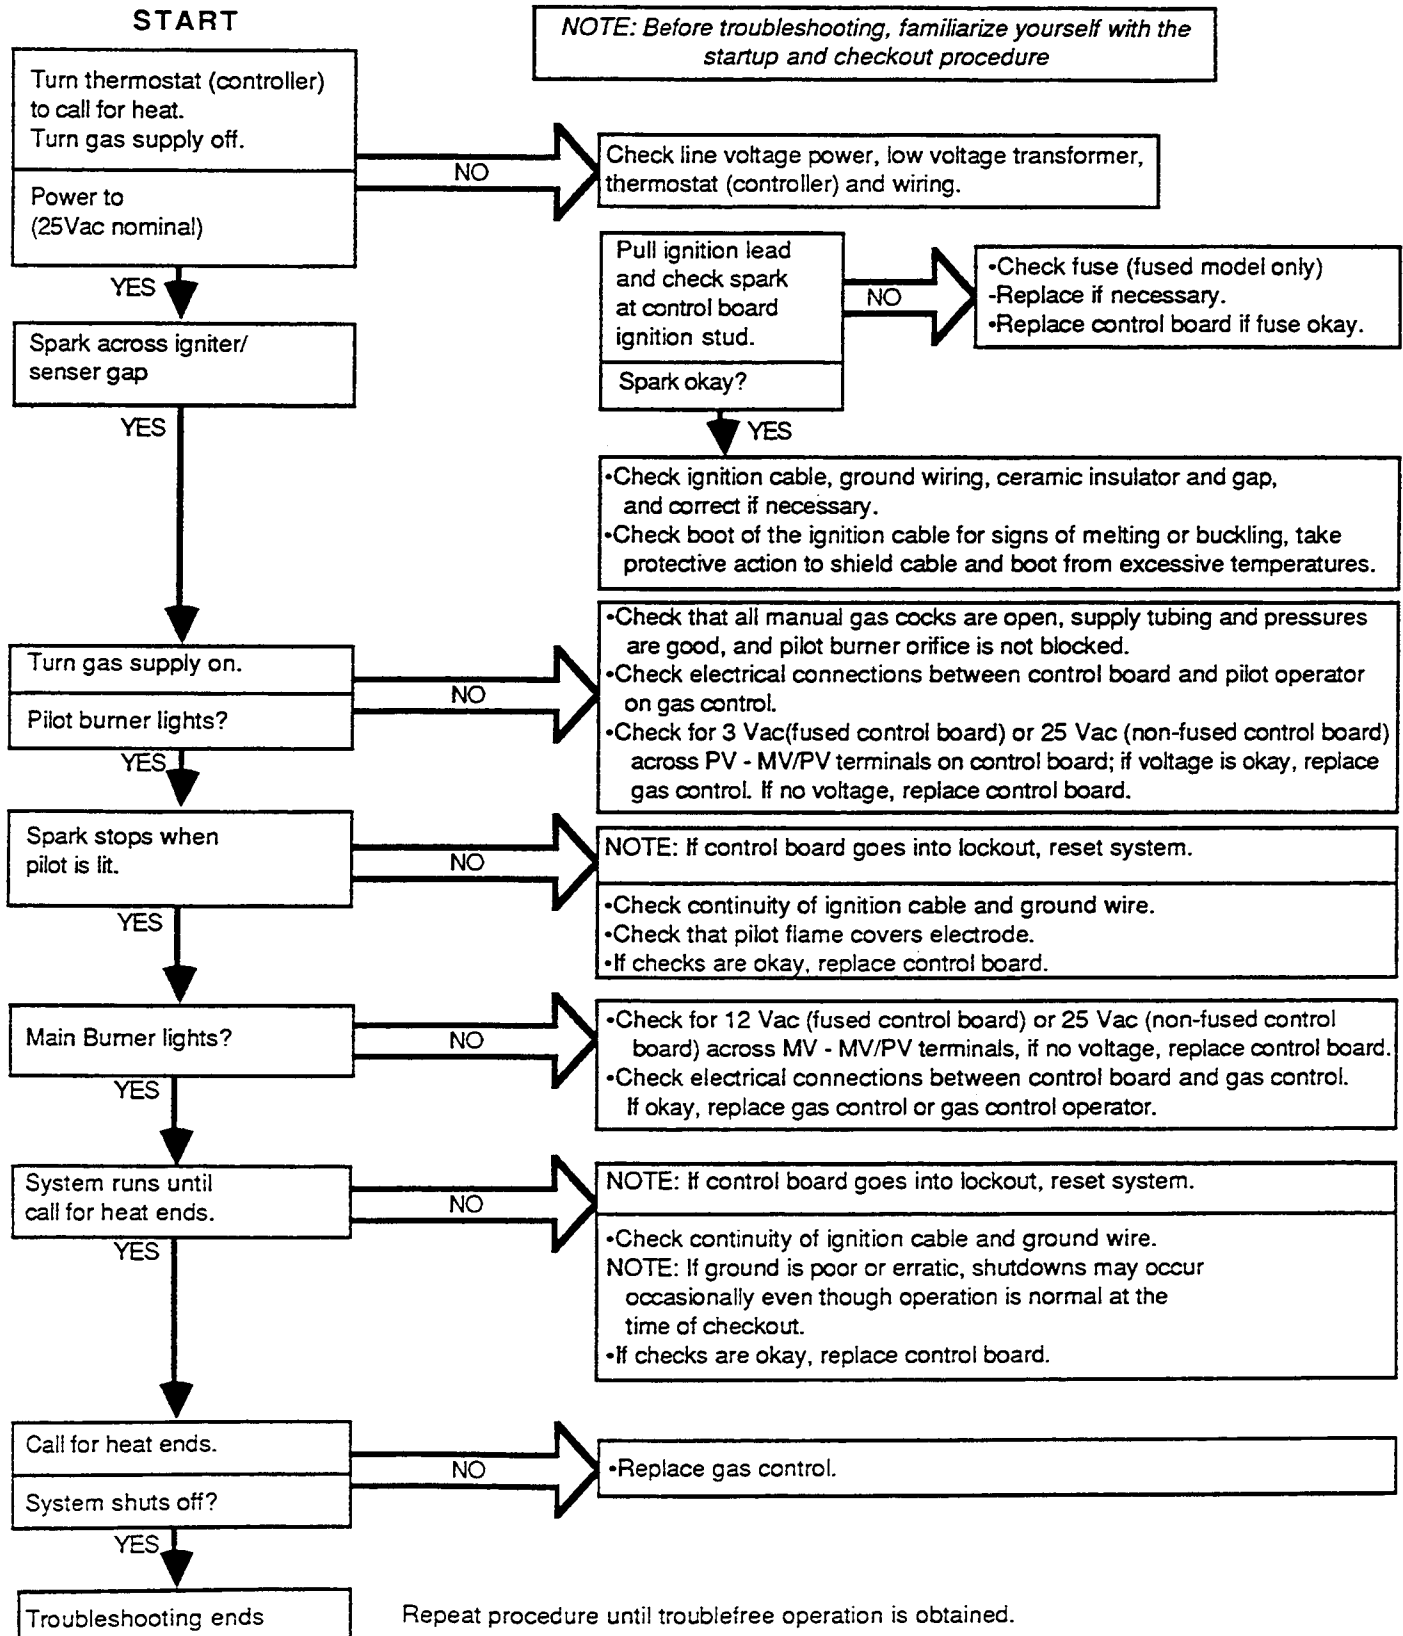 START
NOTE: Before troubleshooting, familiarize yourself with the
startup and checkout procedure
Turn thermostat (controller)
to call for heat.
Turn gas supply off.
Power to
(25Vac nominal)
NO
Check line voltage power, low voltage transformer,
thermostat (controller) and wiring.
YES
Spark across igniter/
senser gap
Pull ignition lead
and check spark
at control board
ignition stud.
Spark okay?
NO
•Check fuse (fused model only)
-Replace if necessary.
•Replace control board if fuse okay.
YES
•Check ignition cable, ground wiring, ceramic insulator and gap,
and correct if necessary.
•Check boot of the ignition cable for signs of melting or buckling, take
protective action to shield cable and boot from excessive temperatures.
YES
Turn gas supply on.
Pilot burner lights?
NO
•Check that all manual gas cocks are open, supply tubing and pressures
are good, and pilot burner orifice is not blocked.
•Check electrical connections between control board and pilot operator
on gas control.
•Check for 3 Vac(fused control board) or 25 Vac (non-fused control board)
across PV - MV/PV terminals on control board; if voltage is okay, replace
gas control. If no voltage, replace control board.
YES
Spark stops when
pilot is lit.
NO
NOTE: If control board goes into lockout, reset system.
•Check continuity of ignition cable and ground wire.
•Check that pilot flame covers electrode.
•If checks are okay, replace control board.
YES
Main Burner lights?
NO
•Check for 12 Vac (fused control board) or 25 Vac (non-fused control
board) across MV - MV/PV terminals, if no voltage, replace control board.
•Check electrical connections between control board and gas control.
If okay, replace gas control or gas control operator.
YES
System runs until
call for heat ends.
NO
NOTE: If control board goes into lockout, reset system.
•Check continuity of ignition cable and ground wire.
NOTE: If ground is poor or erratic, shutdowns may occur
occasionally even though operation is normal at the
time of checkout.
•If checks are okay, replace control board.
YES
Call for heat ends.
System shuts off?
NO
•Replace gas control.
YES
Troubleshooting ends
Repeat procedure until troublefree operation is obtained.